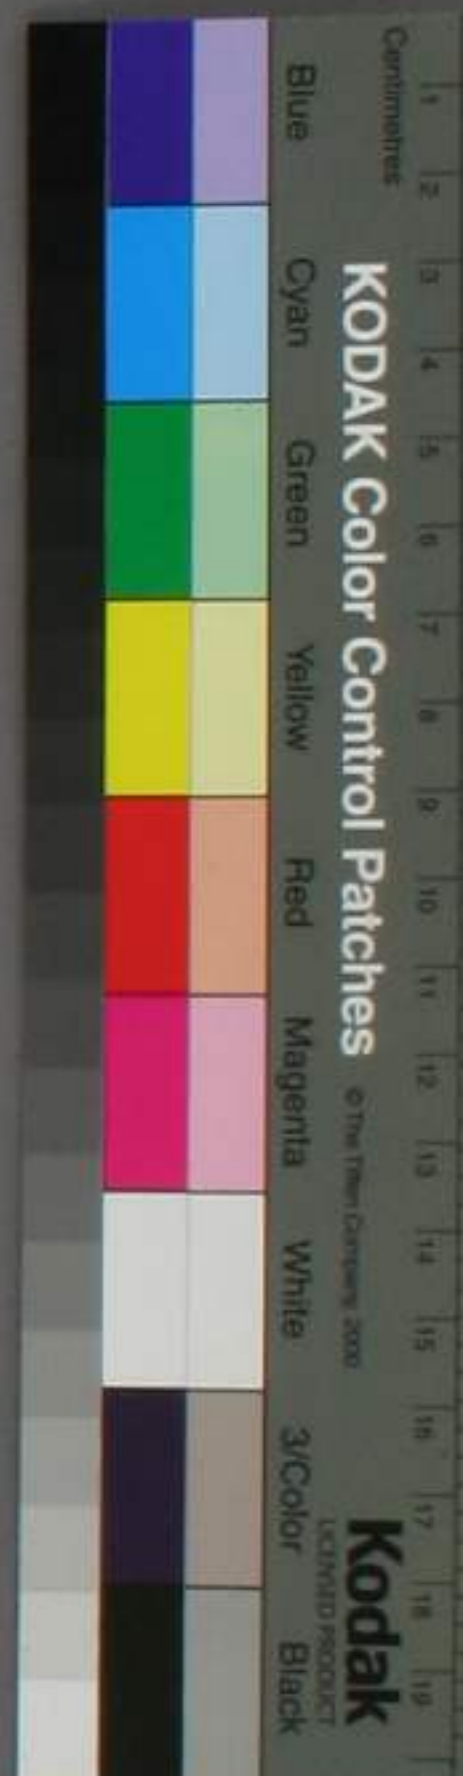 Centimetres
1 2 3 4 5 6 7 8 9 10 11 12 13 14 15 16 17 18 19
KODAK Color Control Patches © The Tiffen Company, 2000 Kodak
LICENSED PRODUCT
Blue Cyan Green Yellow Red Magenta White 3/Color Black